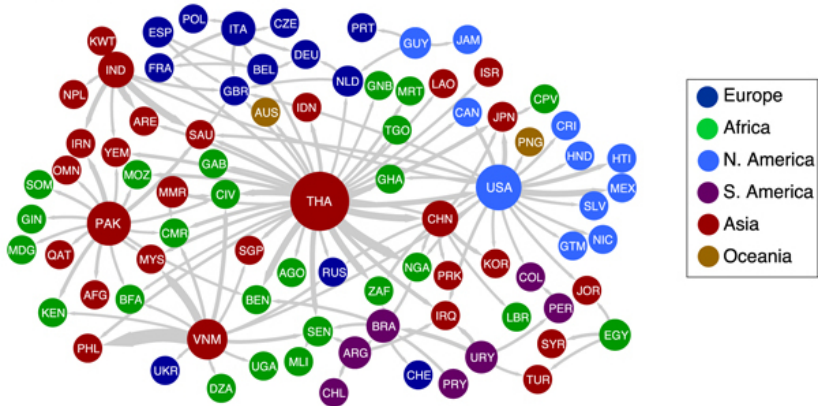 POL
CZE
ESP
ITA
PRT
KWT
DEU
GUY
JAM
FRA
BEL
IND
NLD
ISR
GBR
GNB
MRT
LAO
NPL
CPV
AUS
IDN
CAN
JPN
ARE
SAU
TGO
CRI
IRN
YEM
PNG
OMN
MOZ
GAB
HND
HTI
SOM
MMR
CIV
GHA
USA
MEX
THA
SLV
GIN
PAK
CHN
CMR
NIC
MDG
QAT
MYS
SGP
GTM
KOR
AGO
RUS
NGA
PRK
COL
AFG
BFA
BEN
ZAF
JOR
KEN
PER
IRQ
LBR
PHL
VNM
SEN
BRA
EGY
ARG
SYR
UKR
UGA
MLI
URY
DZA
CHL
CHE
PRY
TUR
Europe
Africa
N. America
S. America
Asia
Oceania